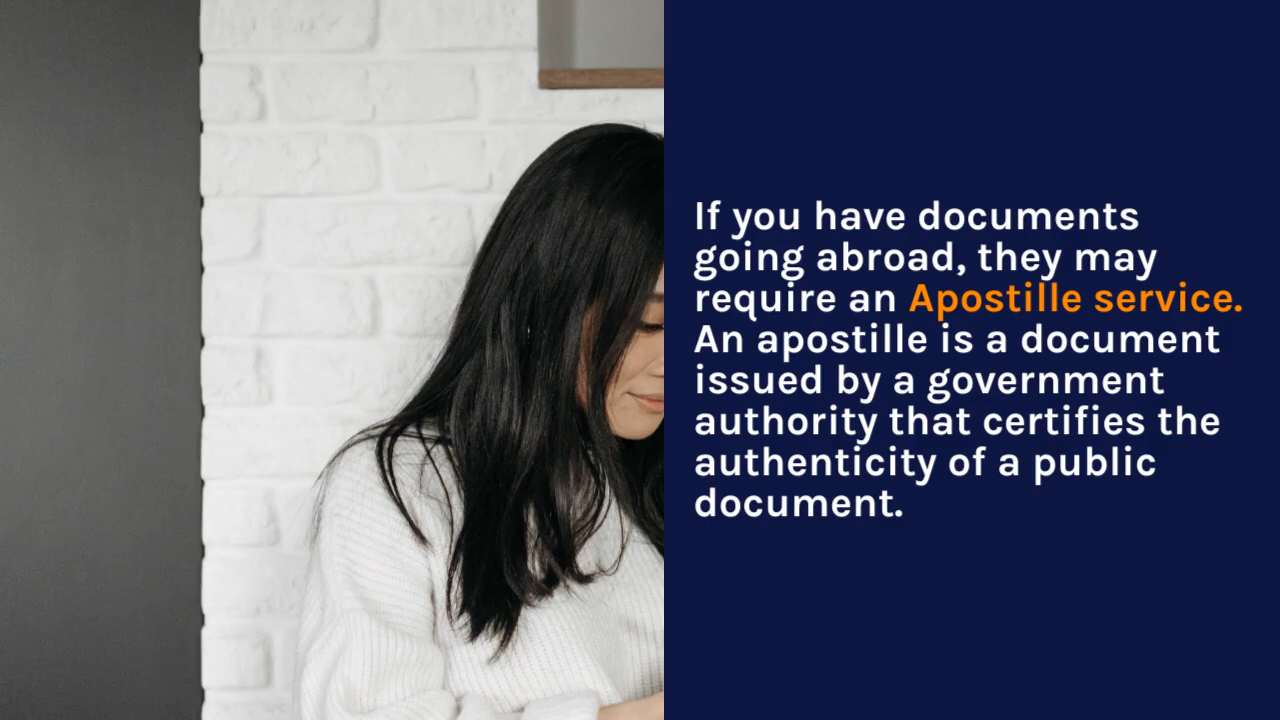 If you have documents
going abroad, they may
require an Apostille service.
An apostille is a document
issued by a government
authority that certifies the
authenticity of a public
document.